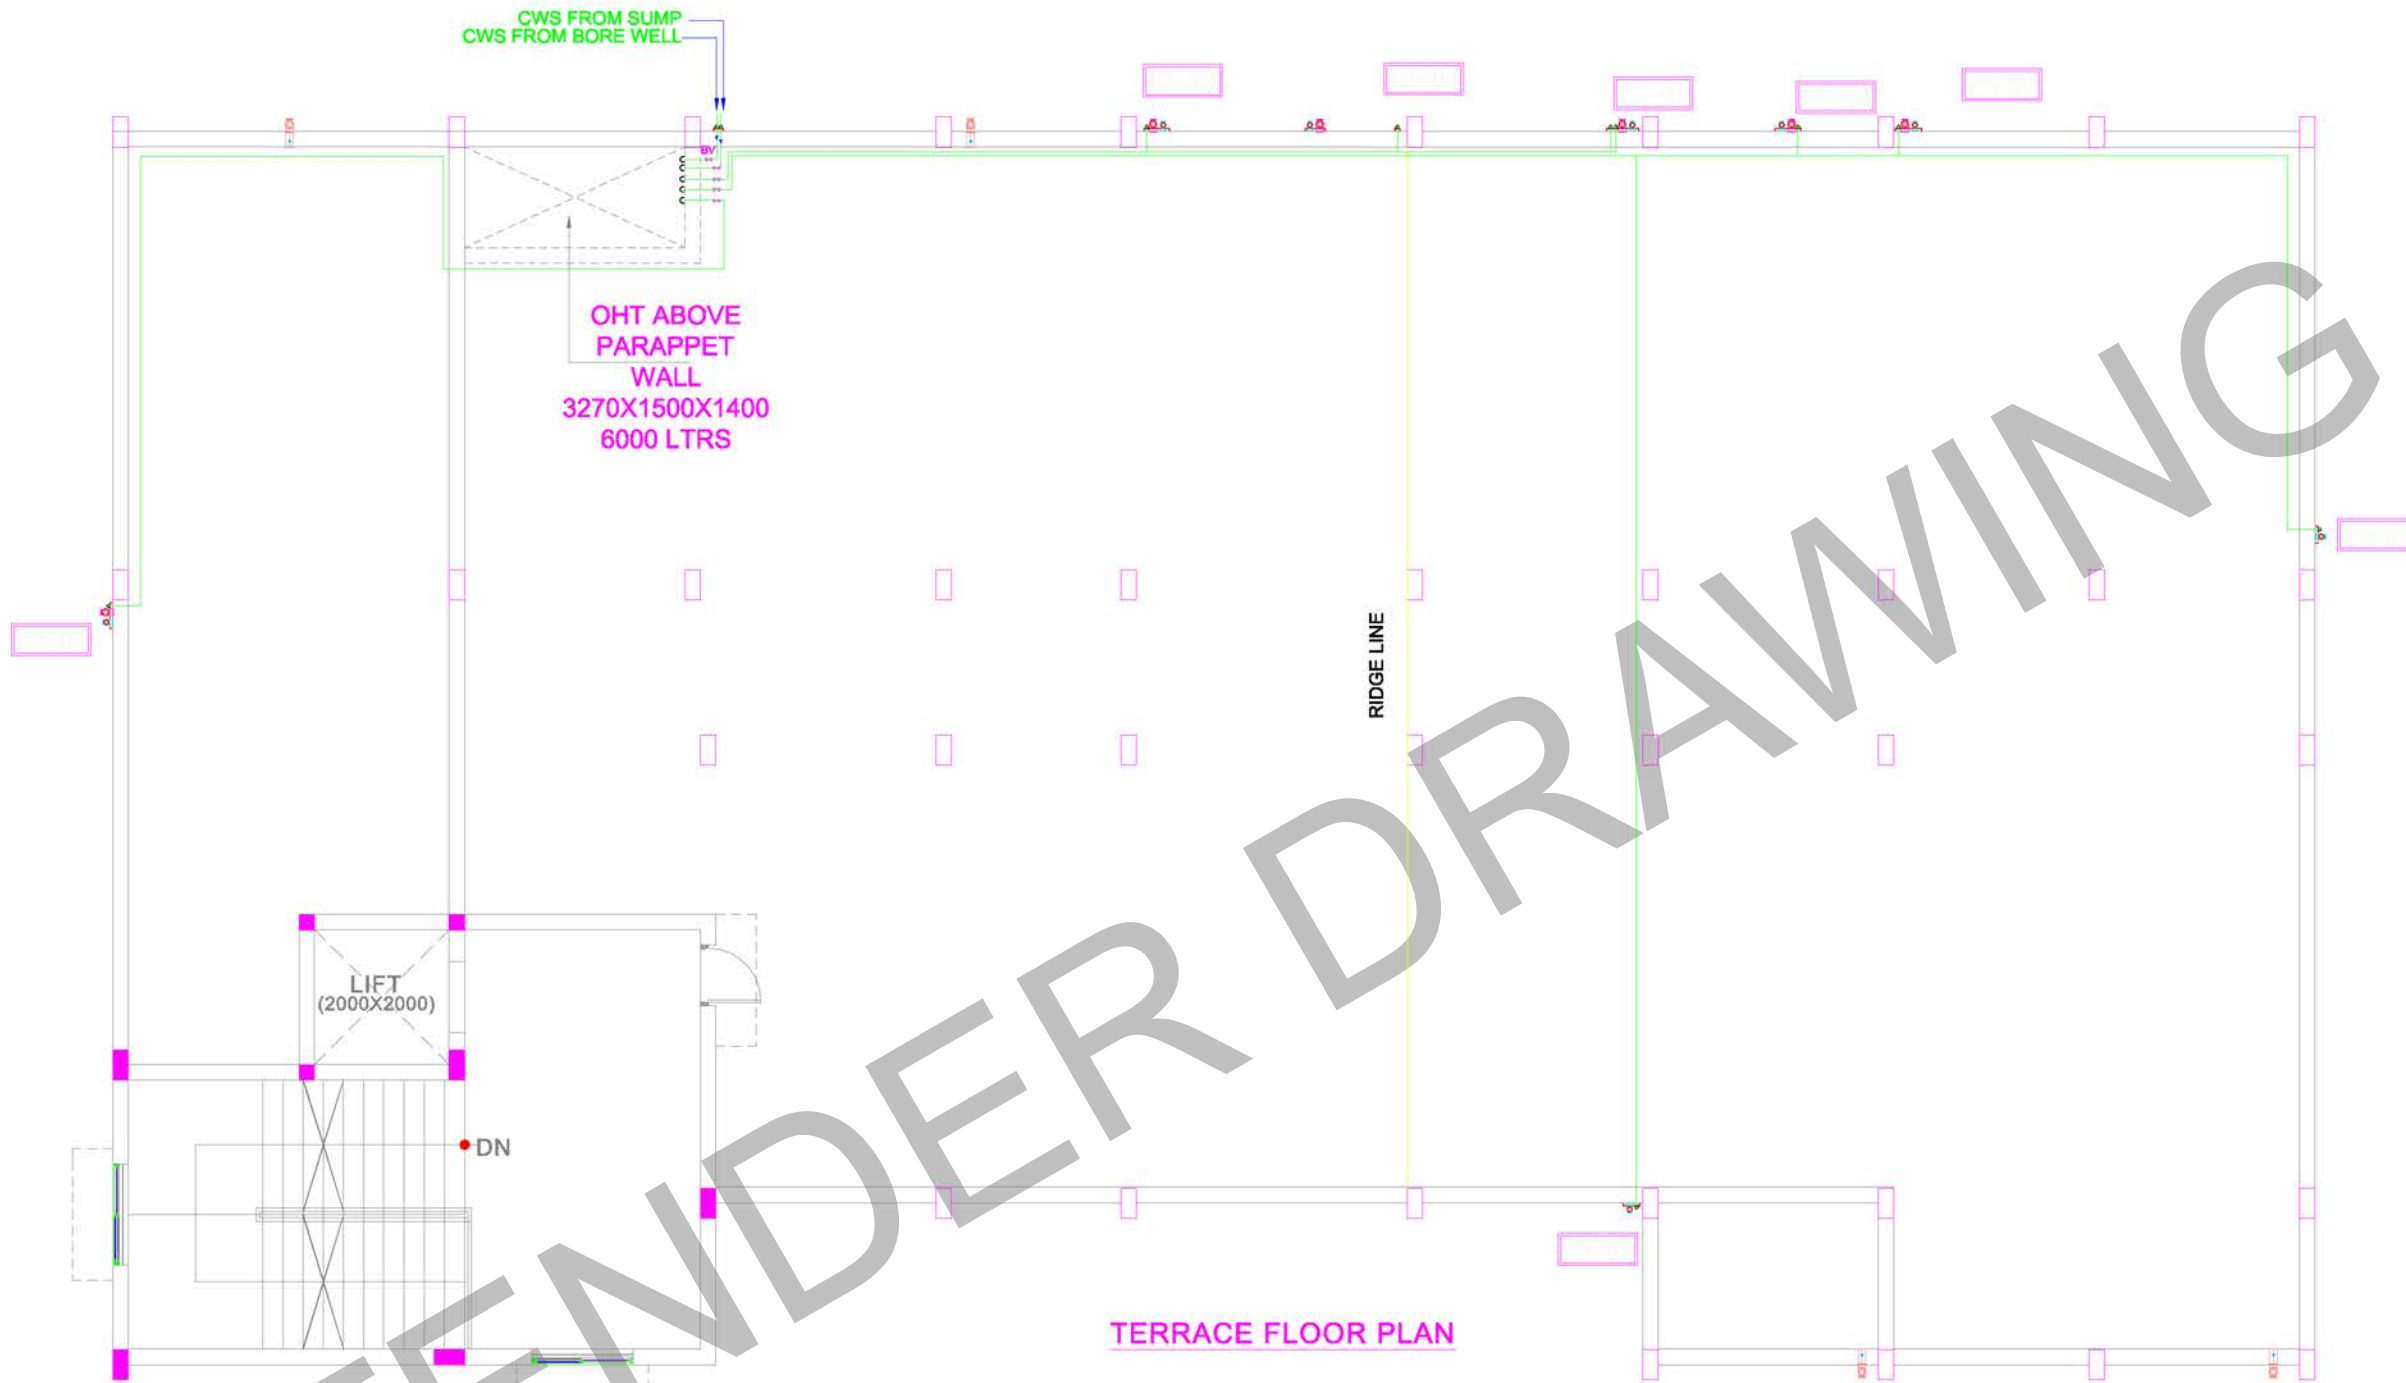 CWS FROM SUMP
CWS FROM BORE WELL
BV
OHT ABOVE
PARAPPET
WALL
3270X1500X1400
6000 LTRS
RIDGE LINE
LIFT
(2000X2000)
DN
TERRACE FLOOR PLAN
TENDER DRAWING